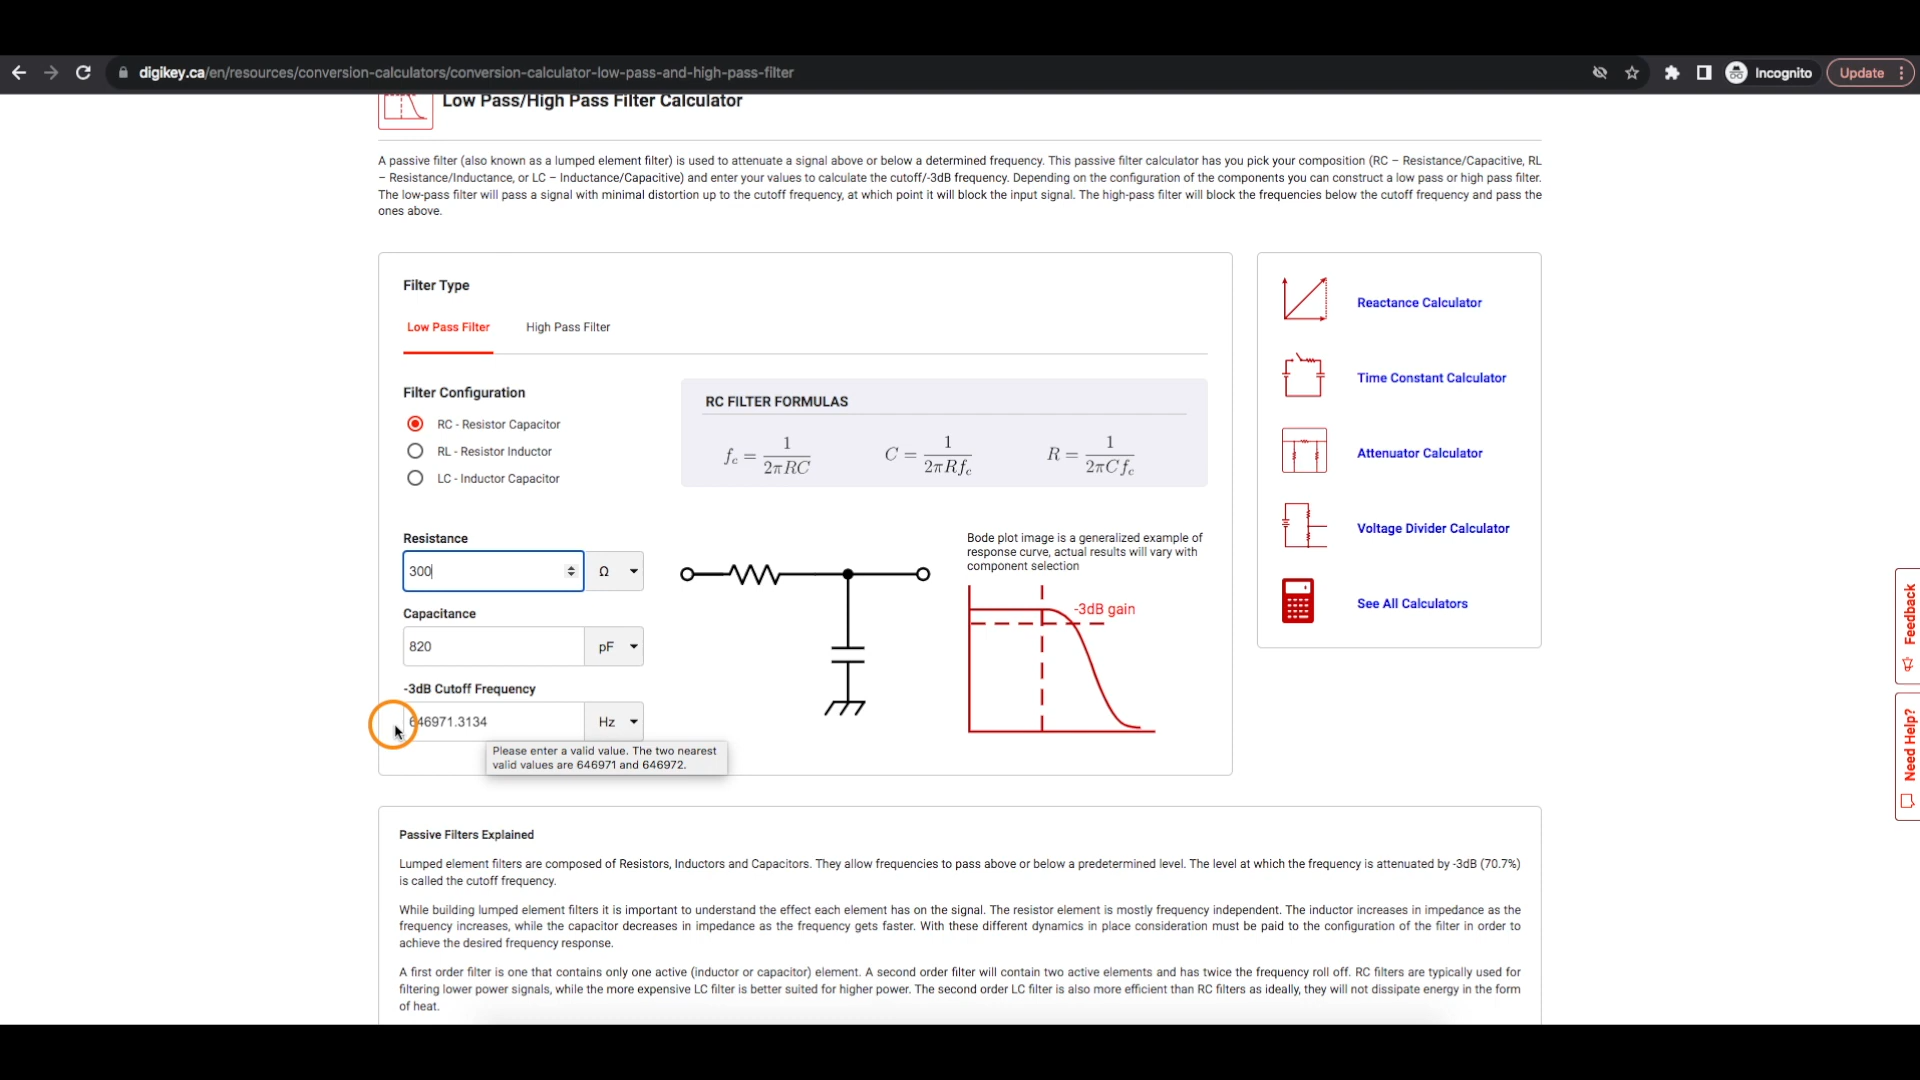 digikey.ca/en/resources/conversion-calculators/conversion-calculator-low-pass-and-high-pass-filter
Incognito
Update
Low Pass/High Pass Filter Calculator
A passive filter (also known as a lumped element filter) is used to attenuate a signal above or below a determined frequency. This passive filter calculator has you pick your composition (RC – Resistance/Capacitive, RL
– Resistance/Inductance, or LC – Inductance/Capacitive) and enter your values to calculate the cutoff/-3dB frequency. Depending on the configuration of the components you can construct a low pass or high pass filter.
The low-pass filter will pass a signal with minimal distortion up to the cutoff frequency, at which point it will block the input signal. The high-pass filter will block the frequencies below the cutoff frequency and pass the
ones above.
Filter Type
Low Pass Filter
High Pass Filter
Filter Configuration
RC - Resistor Capacitor
RL - Resistor Inductor
LC - Inductor Capacitor
RC FILTER FORMULAS
f_c = 1/(2πRC)
C = 1/(2πRf_c)
R = 1/(2πCf_c)
Resistance
300
Ω
Capacitance
820
pF
-3dB Cutoff Frequency
646971.3134
Hz
Please enter a valid value. The two nearest
valid values are 646971 and 646972.
Bode plot image is a generalized example of
response curve, actual results will vary with
component selection
-3dB gain
Reactance Calculator
Time Constant Calculator
Attenuator Calculator
Voltage Divider Calculator
See All Calculators
Feedback
Need Help?
Passive Filters Explained
Lumped element filters are composed of Resistors, Inductors and Capacitors. They allow frequencies to pass above or below a predetermined level. The level at which the frequency is attenuated by -3dB (70.7%)
is called the cutoff frequency.
While building lumped element filters it is important to understand the effect each element has on the signal. The resistor element is mostly frequency independent. The inductor increases in impedance as the
frequency increases, while the capacitor decreases in impedance as the frequency gets faster. With these different dynamics in place consideration must be paid to the configuration of the filter in order to
achieve the desired frequency response.
A first order filter is one that contains only one active (inductor or capacitor) element. A second order filter will contain two active elements and has twice the frequency roll off. RC filters are typically used for
filtering lower power signals, while the more expensive LC filter is better suited for higher power. The second order LC filter is also more efficient than RC filters as ideally, they will not dissipate energy in the form
of heat.